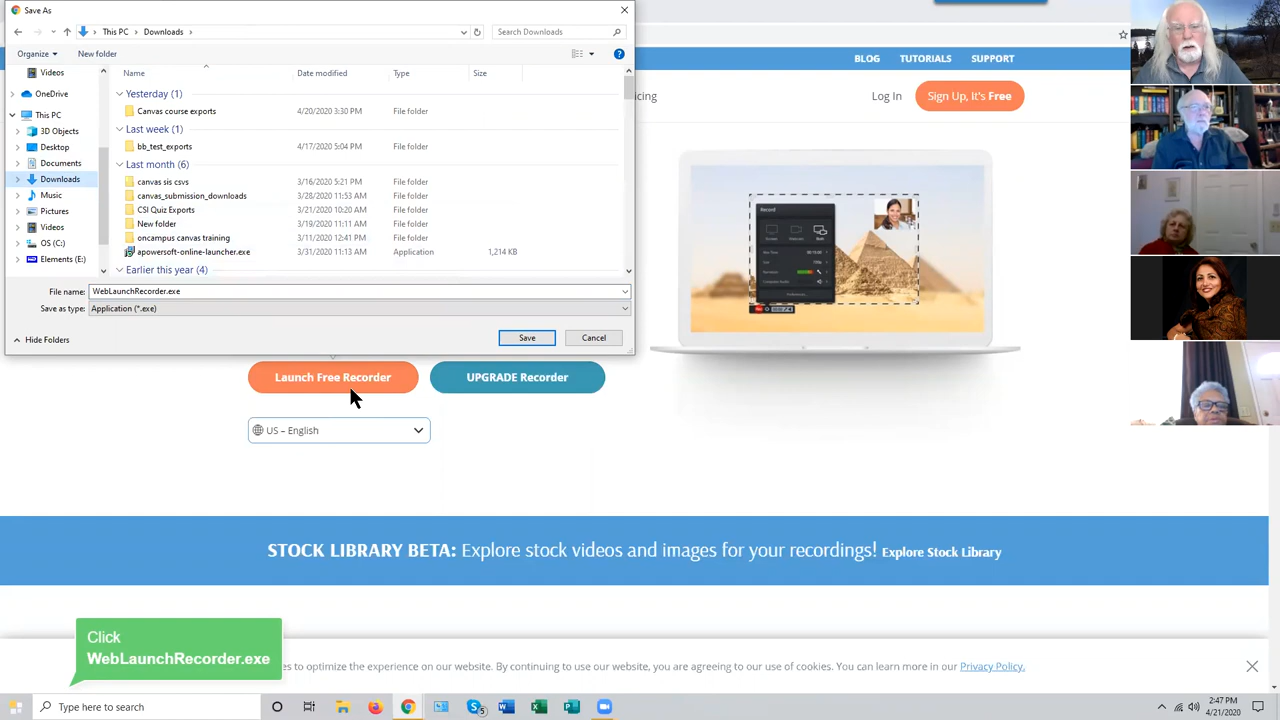 Save As
This PC > Downloads >
Search Downloads
Organize
New folder
Videos
OneDrive
This PC
3D Objects
Desktop
Documents
Downloads
Music
Pictures
Videos
OS (C:)
Elements (E:)
Name Date modified Type Size
Yesterday (1)
Canvas course exports 4/20/2020 3:30 PM File folder
Last week (1)
bb_test_exports 4/17/2020 5:04 PM File folder
Last month (6)
canvas sis csvs 3/16/2020 5:21 PM File folder
canvas_submission_downloads 3/28/2020 11:53 AM File folder
CSI Quiz Exports 3/21/2020 10:20 AM File folder
New folder 3/19/2020 11:11 AM File folder
oncampus canvas training 3/11/2020 12:41 PM File folder
apowersoft-online-launcher.exe 3/31/2020 11:13 AM Application 1,214 KB
Earlier this year (4)
File name: WebLaunchRecorder.exe
Save as type: Application (*.exe)
Hide Folders
Save
Cancel
BLOG TUTORIALS SUPPORT
icing
Log In
Sign Up, It's Free
Record
Launch Free Recorder
UPGRADE Recorder
US – English
STOCK LIBRARY BETA: Explore stock videos and images for your recordings! Explore Stock Library
Click
WebLaunchRecorder.exe
es to optimize the experience on our website. By continuing to use our website, you are agreeing to our use of cookies. You can learn more in our Privacy Policy.
Type here to search
5
2:47 PM
4/21/2020